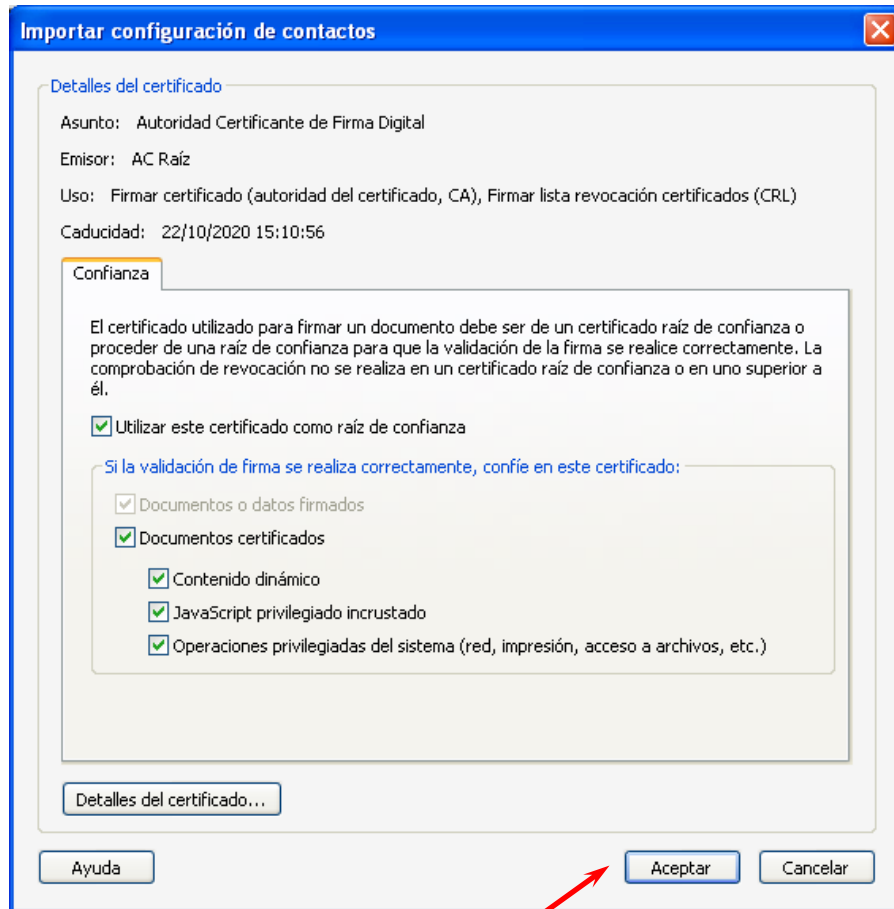 Importar configuración de contactos
Detalles del certificado
Asunto: Autoridad Certificante de Firma Digital
Emisor: AC Raíz
Uso: Firmar certificado (autoridad del certificado, CA), Firmar lista revocación certificados (CRL)
Caducidad: 22/10/2020 15:10:56
Confianza
El certificado utilizado para firmar un documento debe ser de un certificado raíz de confianza o
proceder de una raíz de confianza para que la validación de la firma se realice correctamente. La
comprobación de revocación no se realiza en un certificado raíz de confianza o en uno superior a
él.
Utilizar este certificado como raíz de confianza
Si la validación de firma se realiza correctamente, confíe en este certificado:
Documentos o datos firmados
Documentos certificados
Contenido dinámico
JavaScript privilegiado incrustado
Operaciones privilegiadas del sistema (red, impresión, acceso a archivos, etc.)
Detalles del certificado...
Ayuda Aceptar Cancelar